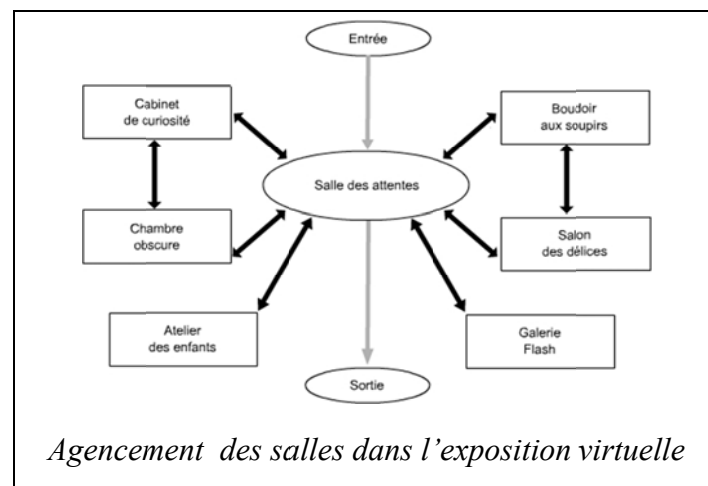 Entrée
Cabinet
de curiosité
Boudoir
aux soupirs
Salle des attentes
Chambre
obscure
Salon
des délices
Atelier
des enfants
Galerie
Flash
Sortie
Agencement des salles dans l’exposition virtuelle